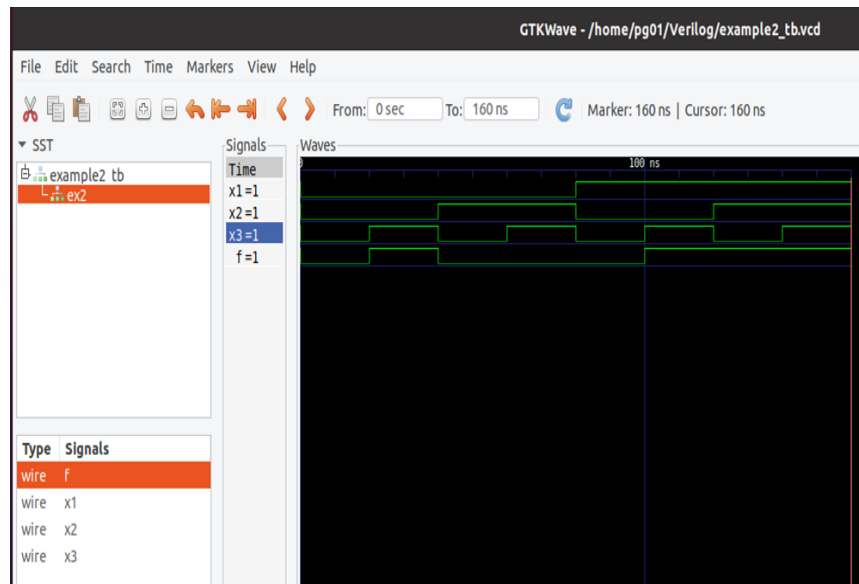 GTKWave - /home/pg01/Verilog/example2_tb.vcd
File Edit Search Time Markers View Help
From: 0 sec To: 160 ns Marker: 160 ns | Cursor: 160 ns
SST
example2_tb
ex2
Signals
Time
x1=1
x2=1
x3=1
f=1
Waves
0
100 ns
Type Signals
wire f
wire x1
wire x2
wire x3